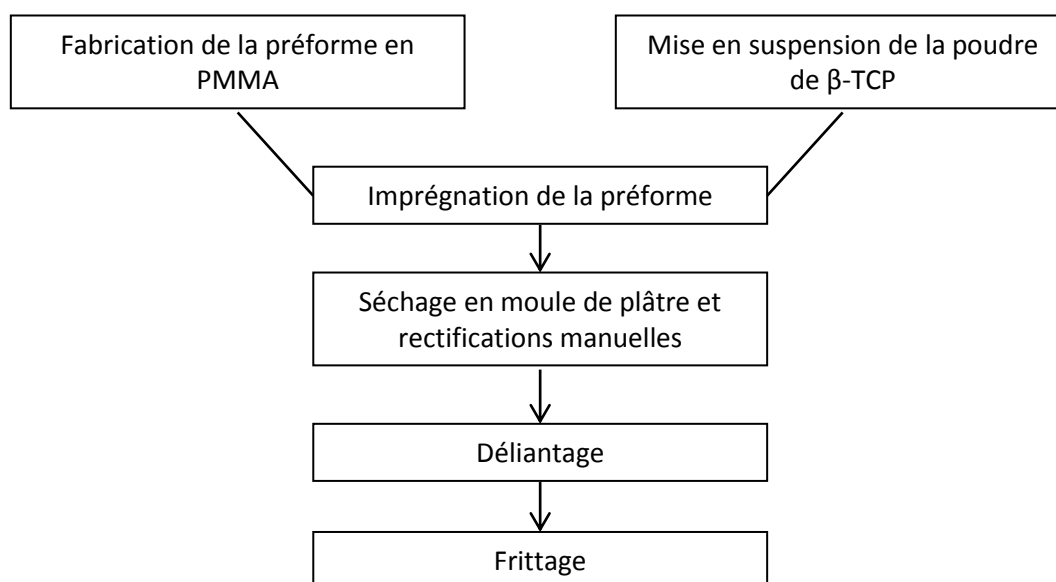 Fabrication de la préforme en
PMMA
Mise en suspension de la poudre
de β-TCP
Imprégnation de la préforme
Séchage en moule de plâtre et
rectifications manuelles
Déliantage
Frittage